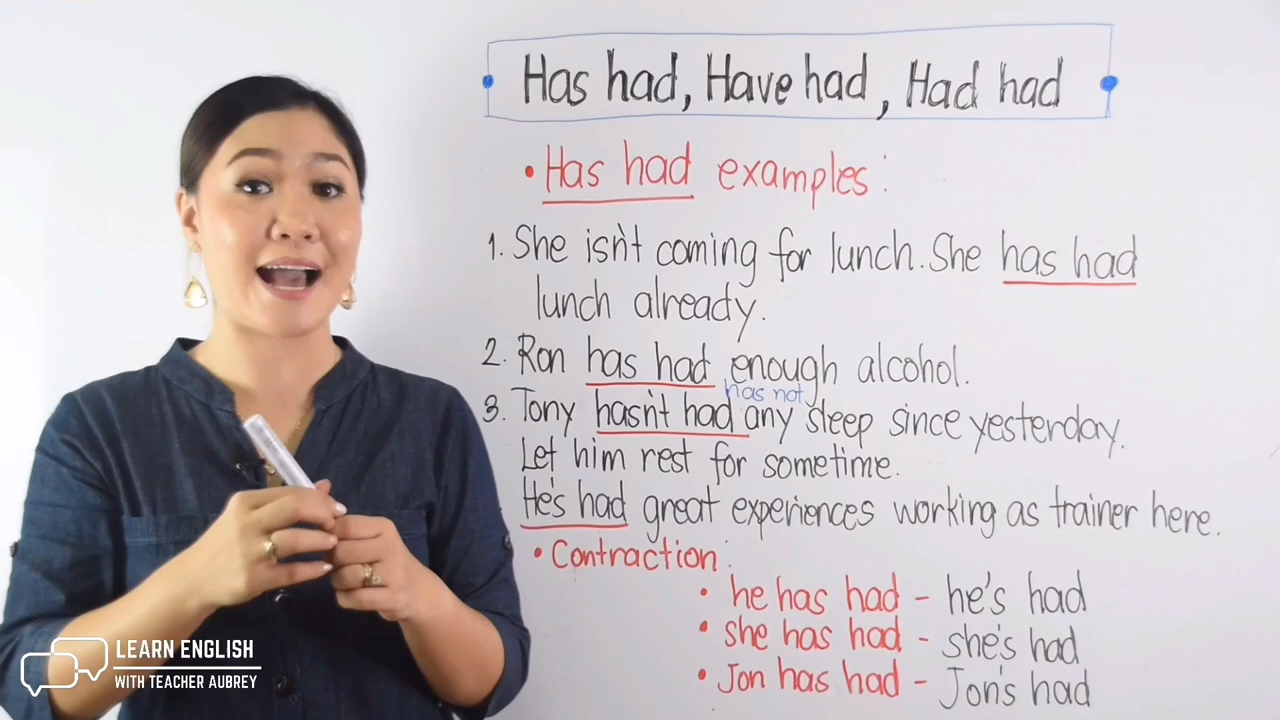 Has had, Have had, Had had
• Has had examples:
1. She isn't coming for lunch. She has had
lunch already.
2. Ron has had enough alcohol.
has not
3. Tony hasn't had any sleep since yesterday.
Let him rest for sometime.
He's had great experiences working as trainer here.
• Contraction:
• he has had - he's had
• she has had - she's had
• Jon has had - Jon's had
LEARN ENGLISH
WITH TEACHER AUBREY